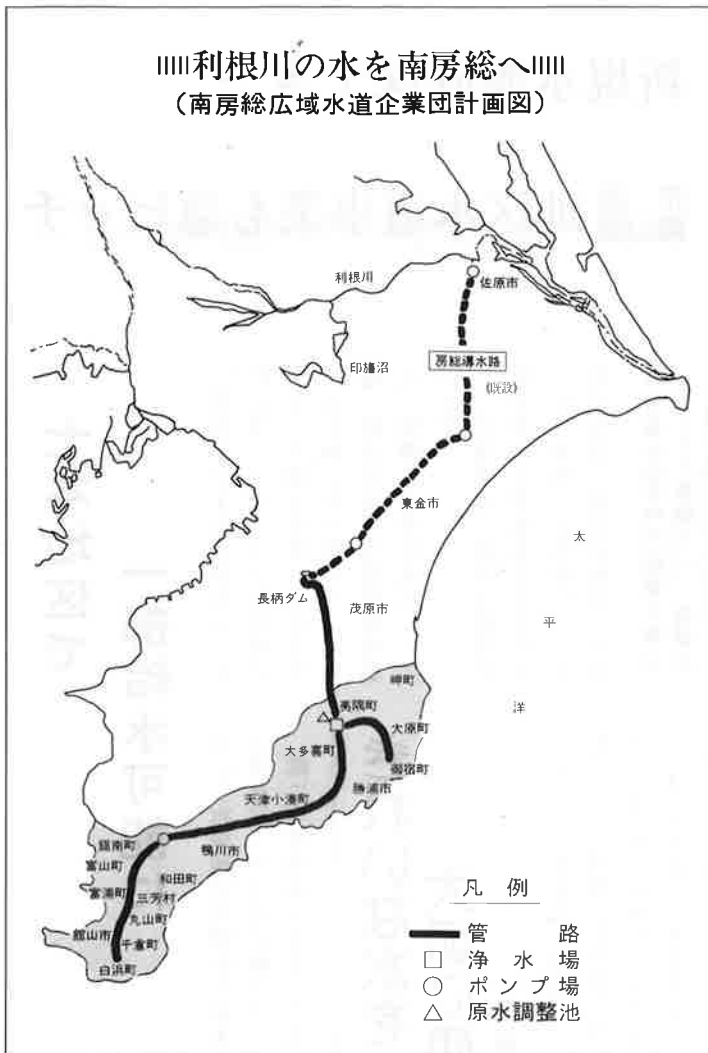 利根川の水を南房総へ
(南房総広域水道企業団計画図)
利根川
佐原市
印旛沼
房総導水路
(既設)
東金市
太平洋
長柄ダム
茂原市
岬町
夷隅町
大原町
大多喜町
御宿町
勝浦市
天津小湊町
鴨川市
鋸南町
富山町
和田町
富浦町
三芳村
丸山町
館山市
千倉町
白浜町
凡例
管路
浄水場
ポンプ場
原水調整池